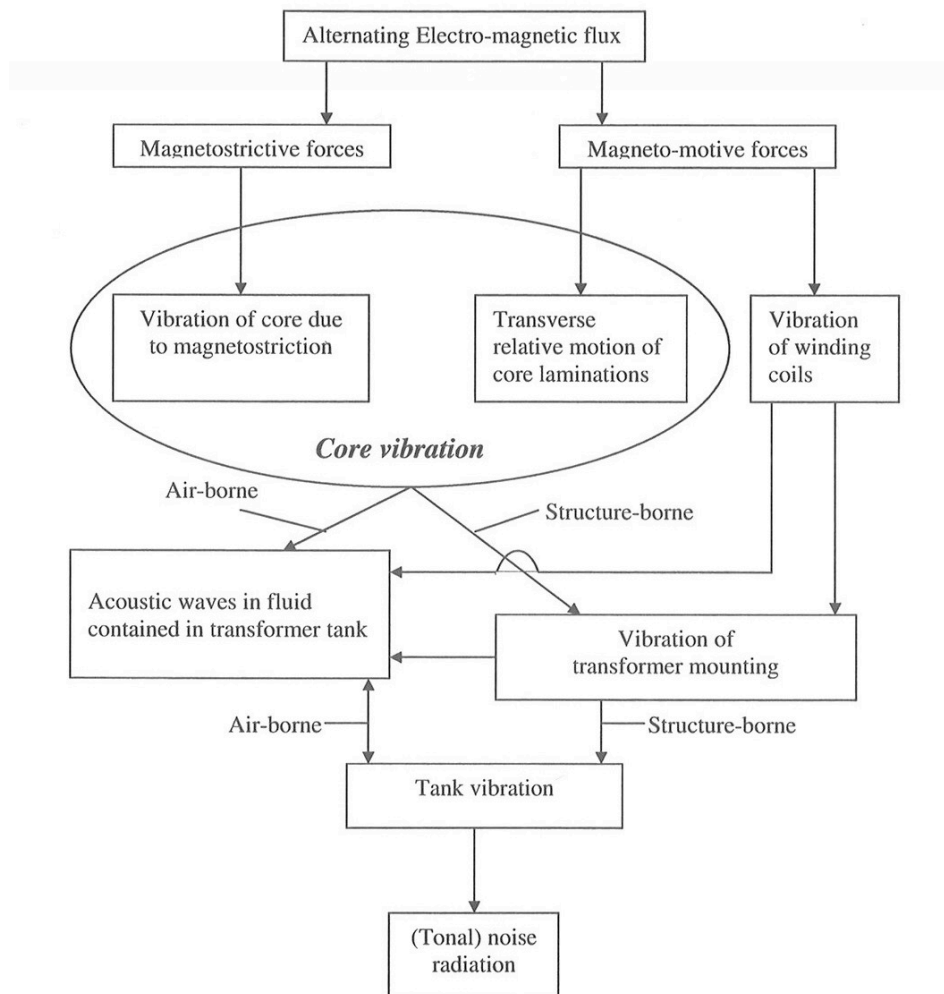 Alternating Electro-magnetic flux
Magnetostrictive forces
Magneto-motive forces
Vibration of core due
to magnetostriction
Transverse
relative motion of
core laminations
Vibration
of winding
coils
Core vibration
Air-borne
Structure-borne
Acoustic waves in fluid
contained in transformer tank
Vibration of
transformer mounting
Air-borne
Structure-borne
Tank vibration
(Tonal) noise
radiation